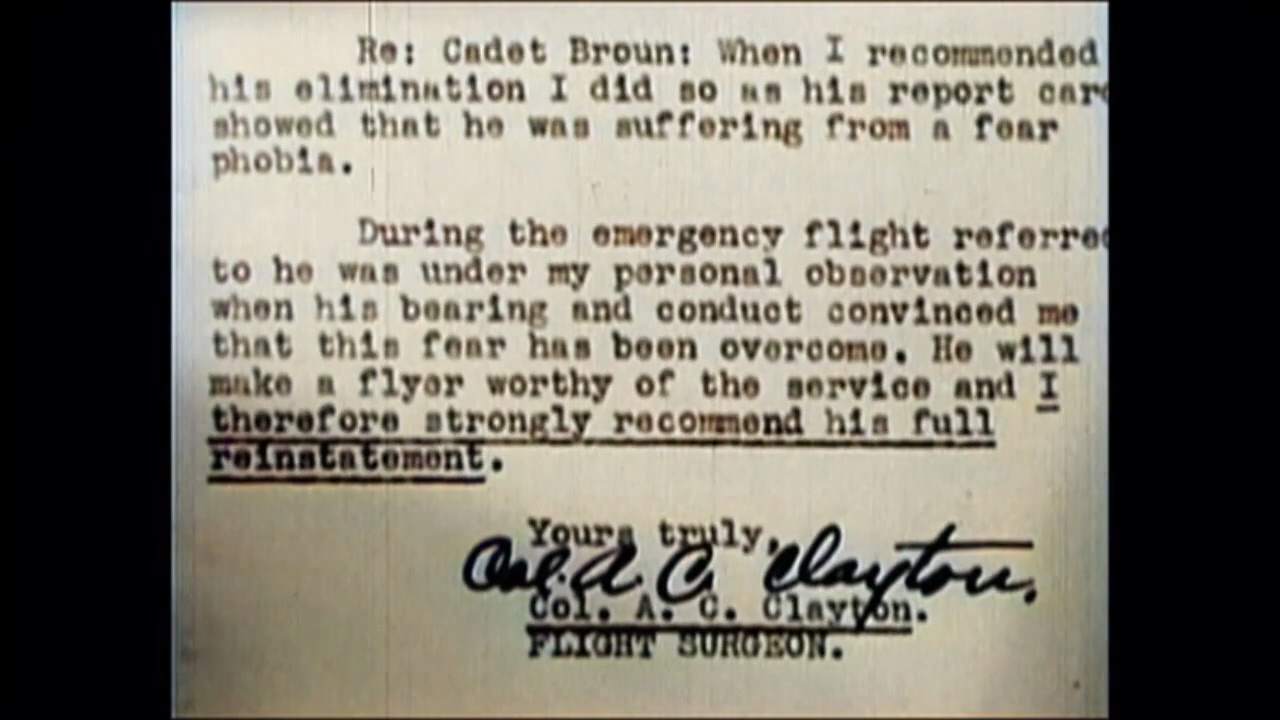 Re: Cadet Broun: When I recommended
his elimination I did so as his report card
showed that he was suffering from a fear
phobia.
During the emergency flight referred
to he was under my personal observation
when his bearing and conduct convinced me
that this fear has been overcome. He will
make a flyer worthy of the service and I
therefore strongly recommend his full
reinstatement.
Yours truly,
Col. A. C. Clayton.
Col. A. C. Clayton.
FLIGHT SURGEON.